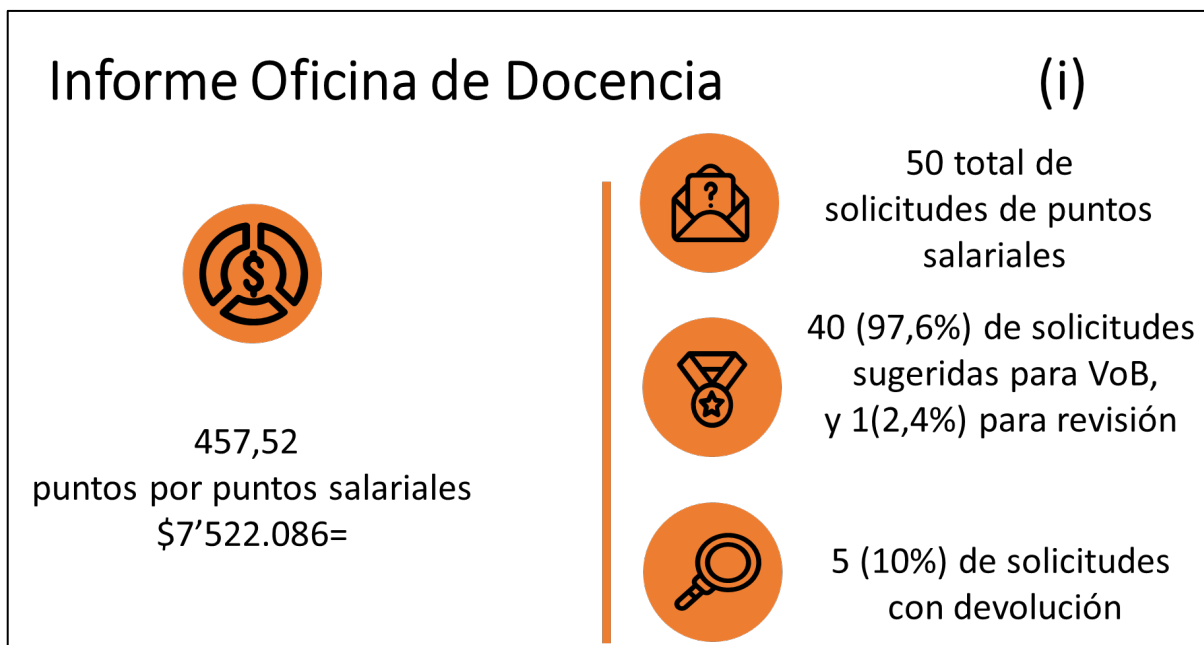 Informe Oficina de Docencia (i)
457,52
puntos por puntos salariales
$7’522.086=
50 total de
solicitudes de puntos
salariales
40 (97,6%) de solicitudes
sugeridas para VoB,
y 1(2,4%) para revisión
5 (10%) de solicitudes
con devolución